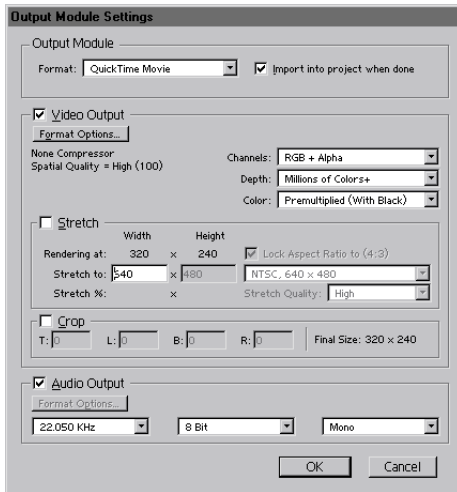 Output Module Settings
Output Module
Format: QuickTime Movie Import into project when done
Video Output
Format Options...
None Compressor
Spatial Quality = High (100)
Channels: RGB + Alpha
Depth: Millions of Colors+
Color: Premultiplied (With Black)
Stretch
Width Height
Rendering at: 320 x 240 Lock Aspect Ratio to (4:3)
Stretch to: 640 x 480 NTSC, 640 x 480
Stretch %: x Stretch Quality: High
Crop
T: 0 L: 0 B: 0 R: 0 Final Size: 320 x 240
Audio Output
Format Options...
22.050 KHz 8 Bit Mono
OK Cancel